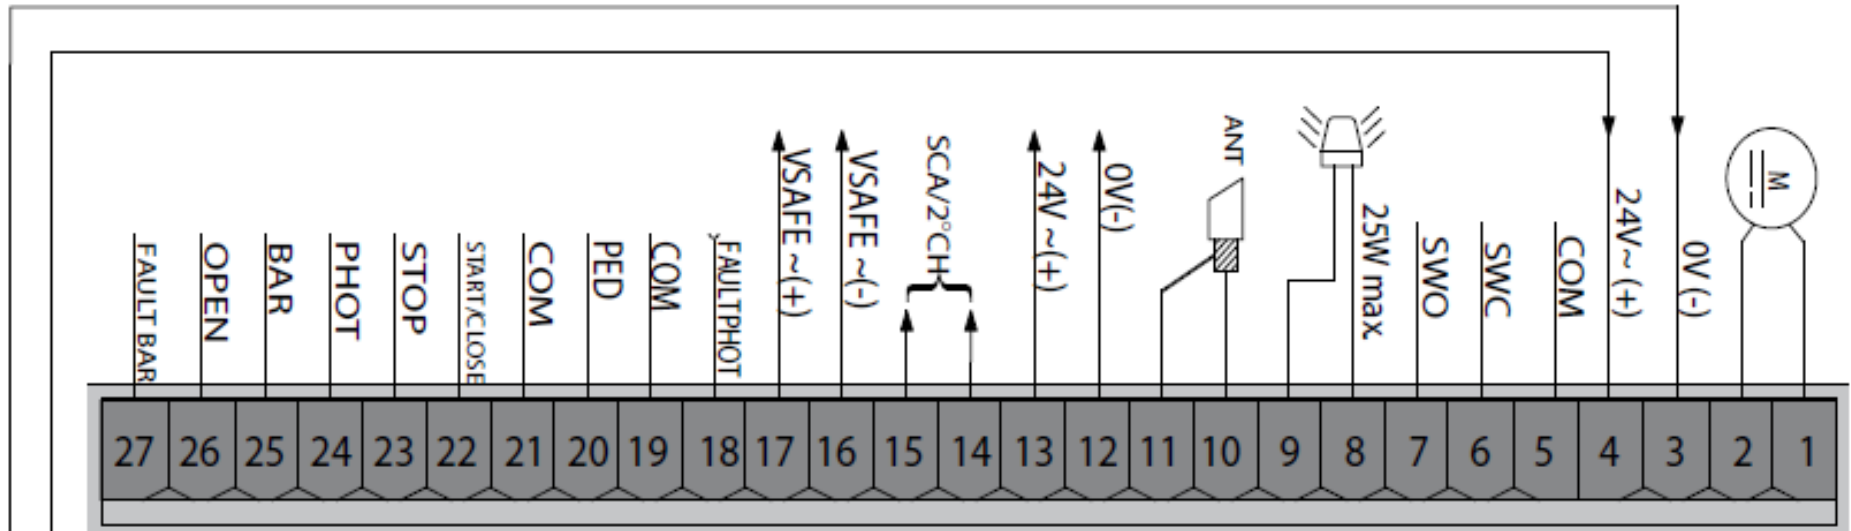 FAULT BAR
OPEN
BAR
PHOT
STOP
START/CLOSE
COM
PED
COM
FAULTPHOT
VSAFE ~(+)
VSAFE ~(-)
SCA/2°CH
24V ~(+)
0V(-)
ANT
25W max.
SWO
SWC
COM
24V~ (+)
0V (-)
M
27 26 25 24 23 22 21 20 19 18 17 16 15 14 13 12 11 10 9 8 7 6 5 4 3 2 1